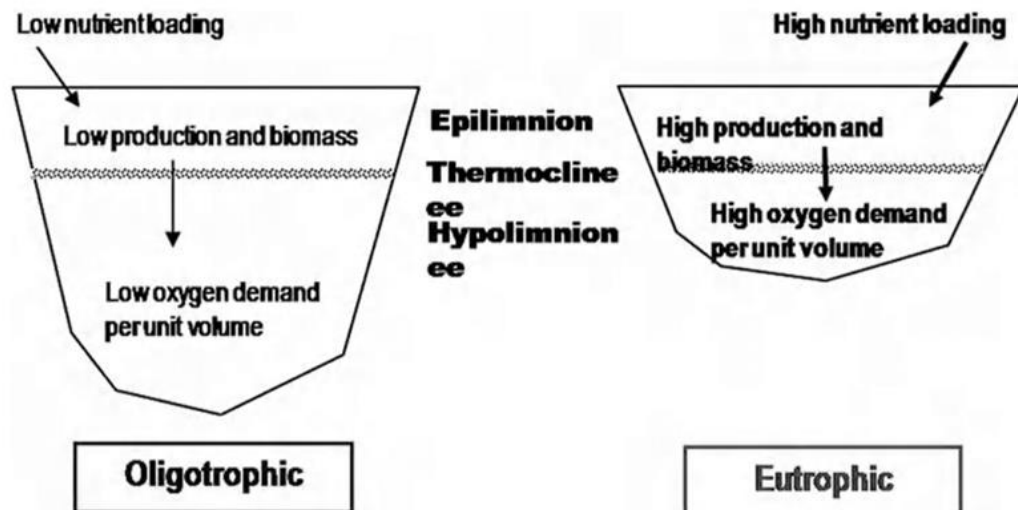 Low nutrient loading
High nutrient loading
Low production and biomass
Epilimnion
High production and
biomass
Thermocline
ee
Hypolimnion
ee
High oxygen demand
per unit volume
Low oxygen demand
per unit volume
Oligotrophic
Eutrophic